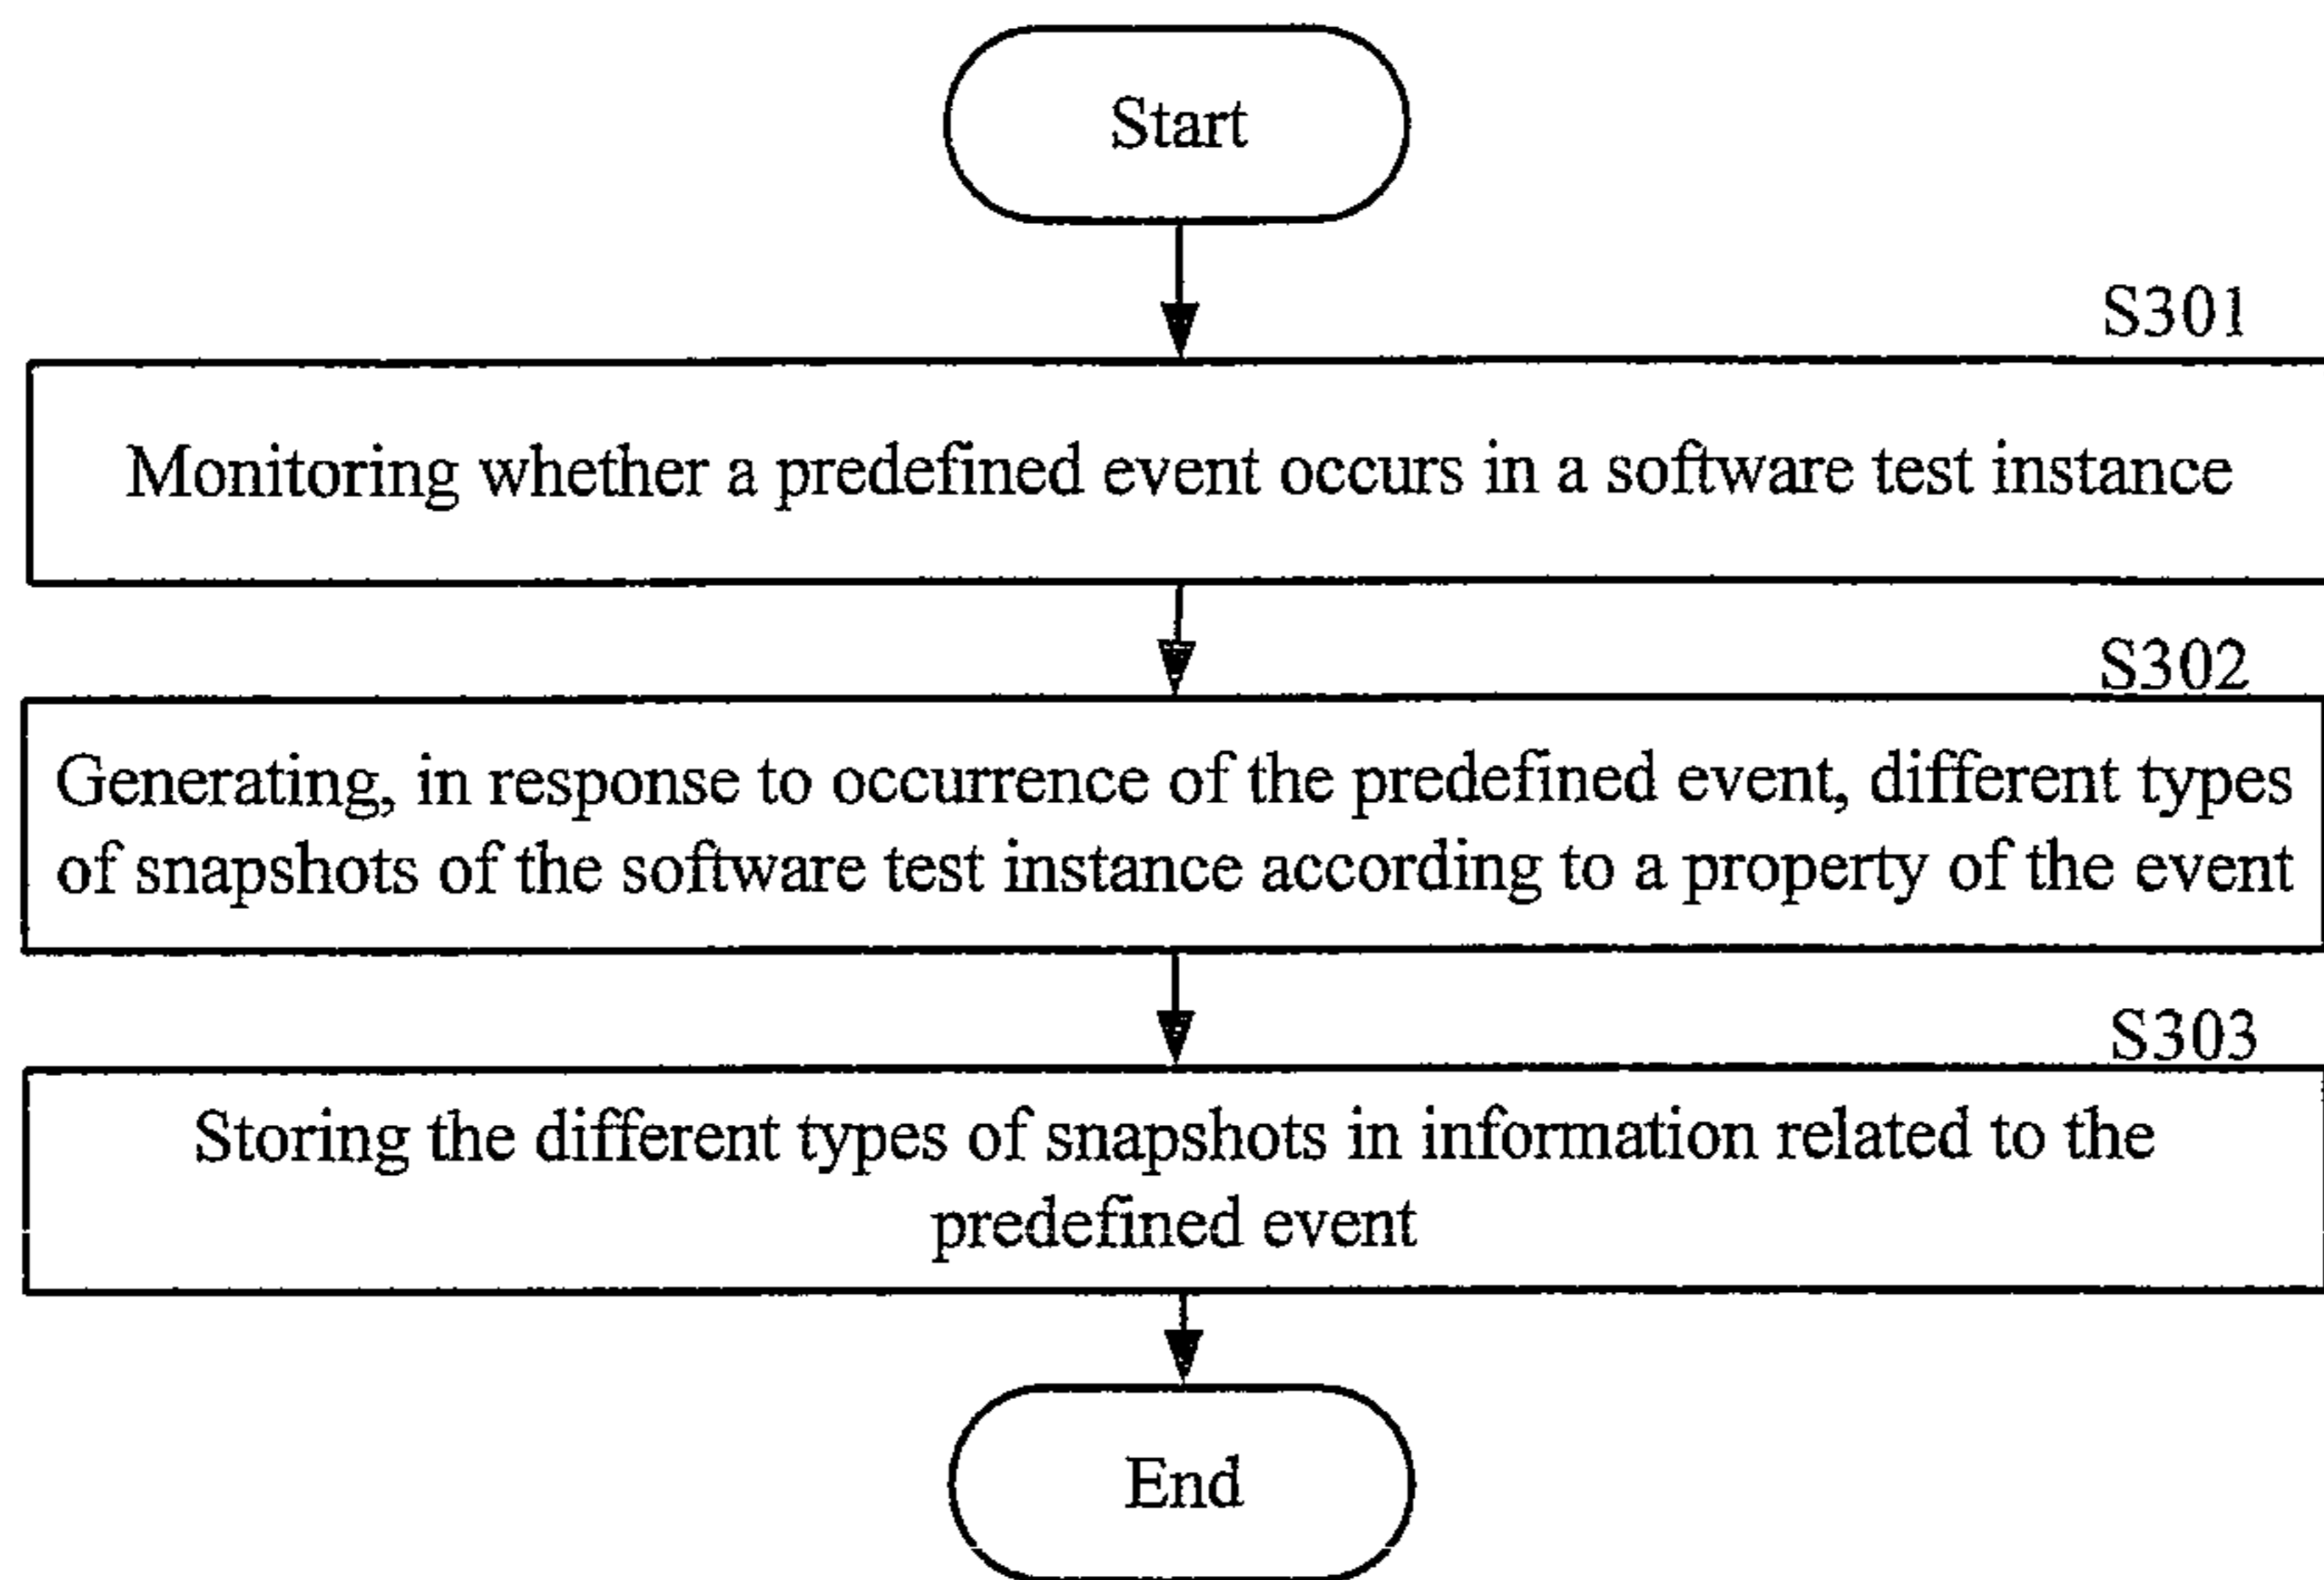 Start
S301
Monitoring whether a predefined event occurs in a software test instance
S302
Generating, in response to occurrence of the predefined event, different types
of snapshots of the software test instance according to a property of the event
S303
Storing the different types of snapshots in information related to the
predefined event
End